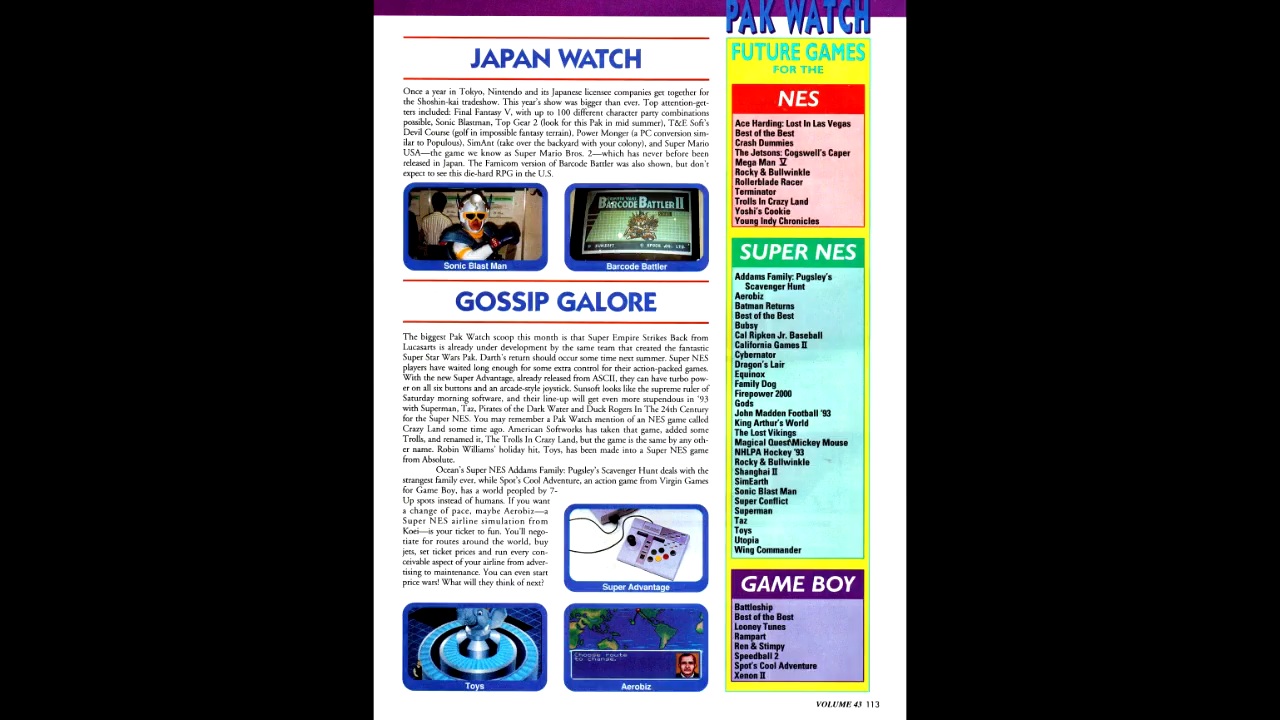 PAK WATCH
JAPAN WATCH
Once a year in Tokyo, Nintendo and its Japanese licensee companies get together for
the Shoshin-kai tradeshow. This year's show was bigger than ever. Top attention-get-
ters included: Final Fantasy V, with up to 100 different character party combinations
possible, Sonic Blastman, Top Gear 2 (look for this Pak in mid summer), T&E Soft's
Devil Course (golf in impossible fantasy terrain), Power Monger (a PC conversion sim-
ilar to Populous), SimAnt (take over the backyard with your colony), and Super Mario
USA—the game we know as Super Mario Bros. 2—which has never before been
released in Japan. The Famicom version of Barcode Battler was also shown, but don't
expect to see this die-hard RPG in the U.S.
BARCODE BATTLER II
Sonic Blast Man
Barcode Battler
GOSSIP GALORE
The biggest Pak Watch scoop this month is that Super Empire Strikes Back from
Lucasarts is already under development by the same team that created the fantastic
Super Star Wars Pak. Darth's return should occur some time next summer. Super NES
players have waited long enough for some extra control for their action-packed games.
With the new Super Advantage, already released from ASCII, they can have turbo pow-
er on all six buttons and an arcade-style joystick. Sunsoft looks like the supreme ruler of
Saturday morning software, and their line-up will get even more stupendous in '93
with Superman, Taz, Pirates of the Dark Water and Duck Rogers In The 24th Century
for the Super NES. You may remember a Pak Watch mention of an NES game called
Crazy Land some time ago. American Softworks has taken that game, added some
Trolls, and renamed it, The Trolls In Crazy Land, but the game is the same by any oth-
er name. Robin Williams' holiday hit, Toys, has been made into a Super NES game
from Absolute.
Ocean's Super NES Addams Family: Pugsley's Scavenger Hunt deals with the
strangest family ever, while Spot's Cool Adventure, an action game from Virgin Games
for Game Boy, has a world peopled by 7-
Up spots instead of humans. If you want
a change of pace, maybe Aerobiz—a
Super NES airline simulation from
Koei—is your ticket to fun. You'll nego-
tiate for routes around the world, buy
jets, set ticket prices and run every con-
ceivable aspect of your airline from adver-
tising to maintenance. You can even start
price wars! What will they think of next?
Super Advantage
Toys
Choose route
to change.
Aerobiz
FUTURE GAMES
FOR THE
NES
Ace Harding: Lost In Las Vegas
Best of the Best
Crash Dummies
The Jetsons: Cogswell's Caper
Mega Man V
Rocky & Bullwinkle
Rollerblade Racer
Terminator
Trolls In Crazy Land
Yoshi's Cookie
Young Indy Chronicles
SUPER NES
Addams Family: Pugsley's
Scavenger Hunt
Aerobiz
Batman Returns
Best of the Best
Bubsy
Cal Ripken Jr. Baseball
California Games II
Cybernator
Dragon's Lair
Equinox
Family Dog
Firepower 2000
Gods
John Madden Football '93
King Arthur's World
The Lost Vikings
Magical Quest\Mickey Mouse
NHLPA Hockey '93
Rocky & Bullwinkle
Shanghai II
SimEarth
Sonic Blast Man
Super Conflict
Superman
Taz
Toys
Utopia
Wing Commander
GAME BOY
Battleship
Best of the Best
Looney Tunes
Rampart
Ren & Stimpy
Speedball 2
Spot's Cool Adventure
Xenon II
VOLUME 43 113